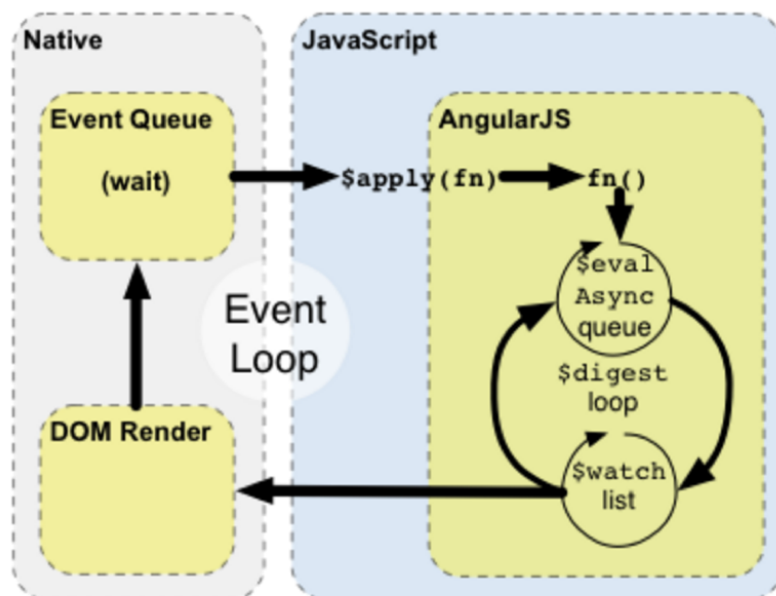 Native
JavaScript
Event Queue
(wait)
AngularJS
$apply(fn)
fn()
$eval
Async
queue
Event
Loop
$digest
loop
DOM Render
$watch
list